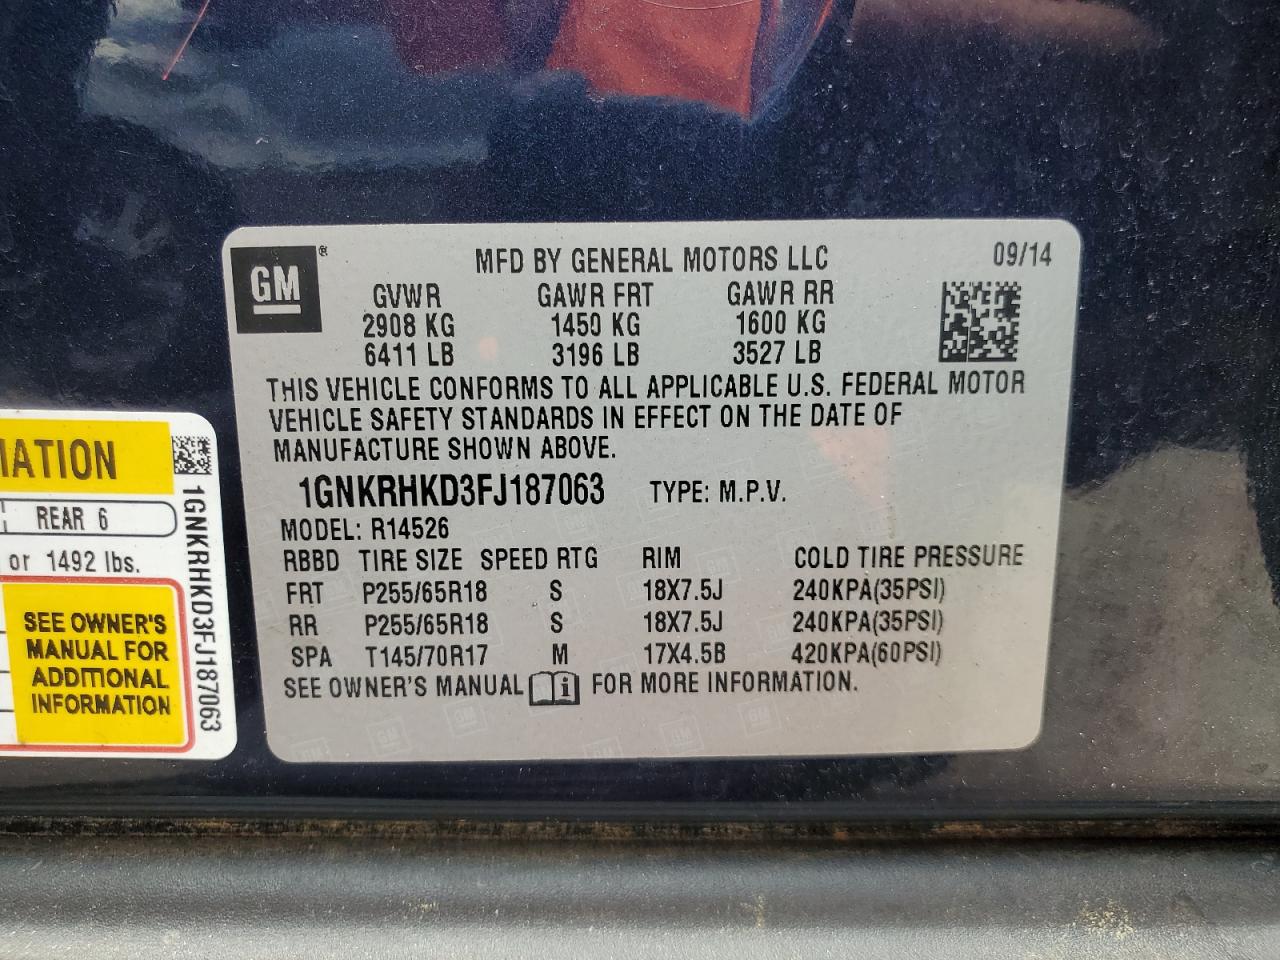 GM®
MFD BY GENERAL MOTORS LLC 09/14
GVWR GAWR FRT GAWR RR
2908 KG 1450 KG 1600 KG
6411 LB 3196 LB 3527 LB
THIS VEHICLE CONFORMS TO ALL APPLICABLE U.S. FEDERAL MOTOR
VEHICLE SAFETY STANDARDS IN EFFECT ON THE DATE OF
MANUFACTURE SHOWN ABOVE.
1GNKRHKD3FJ187063 TYPE: M.P.V.
MODEL: R14526
RBBD TIRE SIZE SPEED RTG RIM COLD TIRE PRESSURE
FRT P255/65R18 S 18X7.5J 240KPA(35PSI)
RR P255/65R18 S 18X7.5J 240KPA(35PSI)
SPA T145/70R17 M 17X4.5B 420KPA(60PSI)
SEE OWNER'S MANUAL i FOR MORE INFORMATION.
MATION
REAR 6
or 1492 lbs.
SEE OWNER'S
MANUAL FOR
ADDITIONAL
INFORMATION
1GNKRHKD3FJ187063